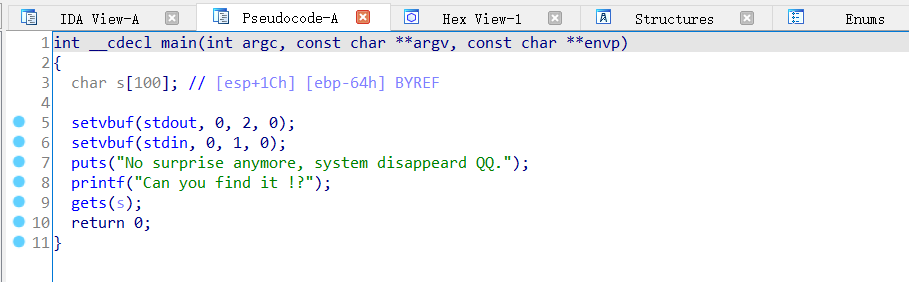 IDA View-A Pseudocode-A Hex View-1 Structures Enums
1 int __cdecl main(int argc, const char **argv, const char **envp)
2 {
3   char s[100]; // [esp+1Ch] [ebp-64h] BYREF
4
5   setvbuf(stdout, 0, 2, 0);
6   setvbuf(stdin, 0, 1, 0);
7   puts("No surprise anymore, system disappeard QQ.");
8   printf("Can you find it !?");
9   gets(s);
10   return 0;
11 }